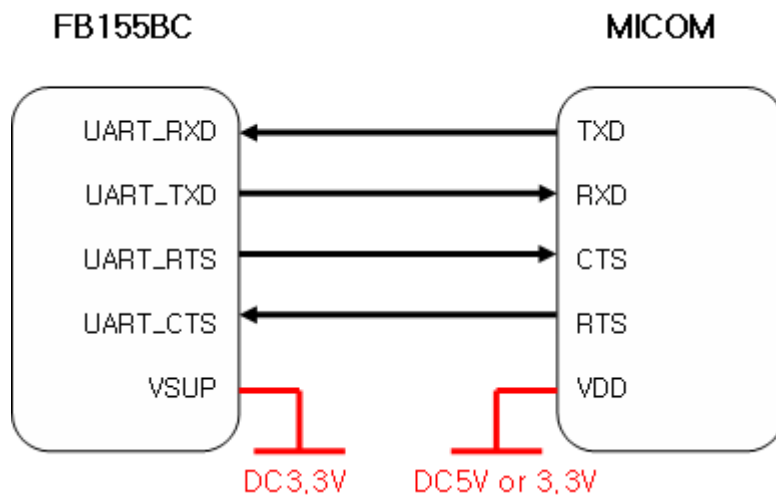 FB155BC MICOM
UART_RXD TXD
UART_TXD RXD
UART_RTS CTS
UART_CTS RTS
VSUP VDD
DC3,3V DC5V or 3,3V